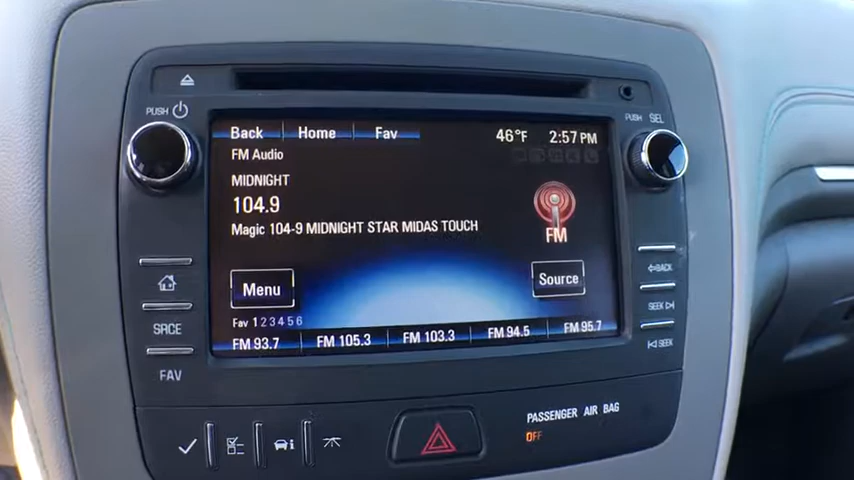 PUSH
PUSH SEL
Back Home Fav 46°F 2:57 PM
FM Audio
MIDNIGHT
104.9
Magic 104-9 MIDNIGHT STAR MIDAS TOUCH
FM
Menu
Source
Fav 1 2 3 4 5 6
FM 93.7 FM 105.3 FM 103.3 FM 94.5 FM 95.7
SRCE
FAV
BACK
SEEK
SEEK
PASSENGER AIR BAG
OFF